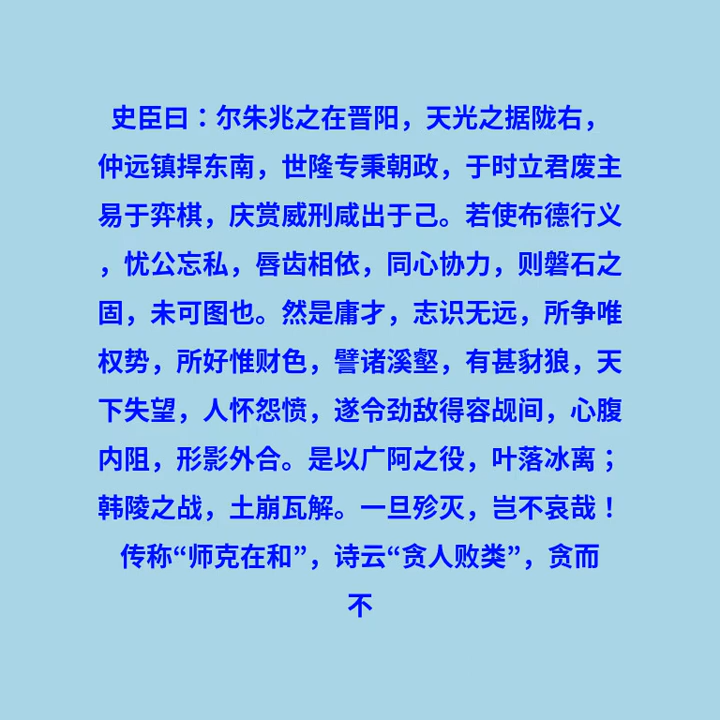 史臣曰：尔朱兆之在晋阳，天光之据陇右，
仲远镇捍东南，世隆专秉朝政，于时立君废主
易于弈棋，庆赏威刑咸出于己。若使布德行义
，忧公忘私，唇齿相依，同心协力，则磐石之
固，未可图也。然是庸才，志识无远，所争唯
权势，所好惟财色，譬诸溪壑，有甚豺狼，天
下失望，人怀怨愤，遂令劲敌得容觇间，心腹
内阻，形影外合。是以广阿之役，叶落冰离；
韩陵之战，土崩瓦解。一旦殄灭，岂不哀哉！
传称“师克在和”，诗云“贪人败类”，贪而
不